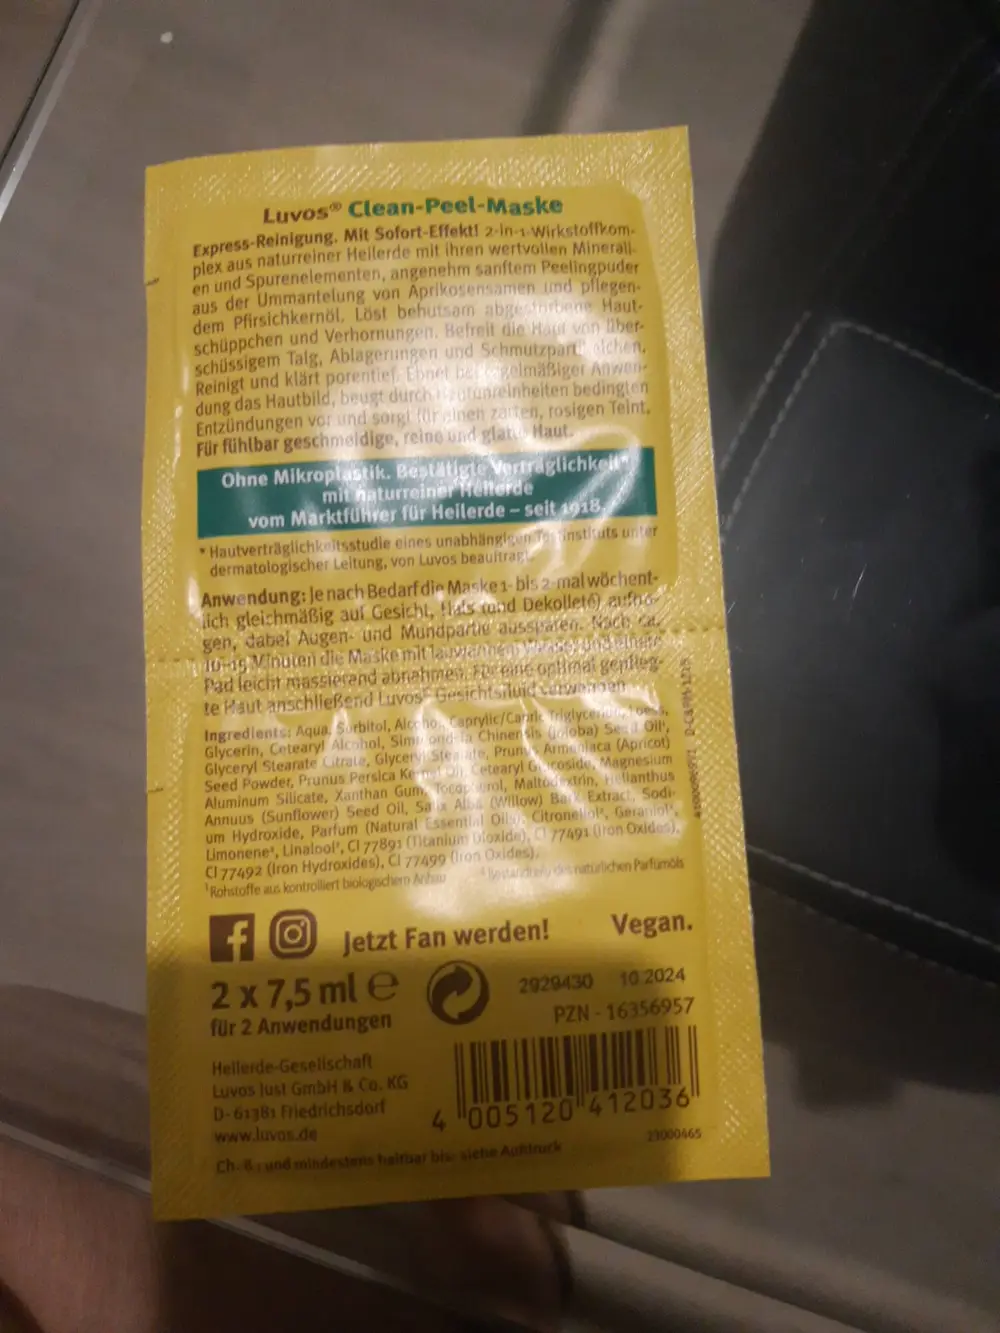 Luvos® Clean-Peel-Maske
Express-Reinigung. Mit Sofort-Effekt! 2-in-1-Wirkstoffkom-
plex aus naturreiner Heilerde mit ihren wertvollen Minerali-
en und Spurenelementen, angenehm sanftem Peelingpuder
aus der Ummantelung von Aprikosensamen und pflegen-
dem Pfirsichkernöl. Löst behutsam abgestorbene Haut-
schüppchen und Verhornungen. Befreit die Haut von über-
schüssigem Talg, Ablagerungen und Schmutzpartikelchen.
Reinigt und klärt porentief. Ebnet bei regelmäßiger Anwen-
dung das Hautbild, beugt durch Hautunreinheiten bedingten
Entzündungen vor und sorgt für einen zarten, rosigen Teint.
Für fühlbar geschmeidige, reine und glatte Haut.
Ohne Mikroplastik. Bestätigte Verträglichkeit*
mit naturreiner Heilerde
vom Marktführer für Heilerde – seit 1918.
* Hautverträglichkeitsstudie eines unabhängigen Testinstituts unter
dermatologischer Leitung, von Luvos beauftragt.
Anwendung: Je nach Bedarf die Maske 1- bis 2-mal wöchent-
lich gleichmäßig auf Gesicht, Hals (und Dekolleté) auftra-
gen, dabei Augen- und Mundpartie aussparen. Nach ca.
10-15 Minuten die Maske mit lauwarmem Wasser und einem
Pad leicht massierend abnehmen. Für eine optimal gepfleg-
te Haut anschließend Luvos® Gesichtsfluid verwenden
Ingredients: Aqua, Sorbitol, Alcohol, Caprylic/Capric Triglyceride, Loess,
Glycerin, Cetearyl Alcohol, Simmondsia Chinensis (Jojoba) Seed Oil¹,
Glyceryl Stearate Citrate, Glyceryl Stearate, Prunus Armeniaca (Apricot)
Seed Powder, Prunus Persica Kernel Oil, Cetearyl Glucoside, Magnesium
Aluminum Silicate, Xanthan Gum, Tocopherol, Maltodextrin, Helianthus
Annuus (Sunflower) Seed Oil, Salix Alba (Willow) Bark Extract, Sodi-
um Hydroxide, Parfum (Natural Essential Oils), Citronellol², Geraniol²,
Limonene², Linalool², CI 77891 (Titanium Dioxide), CI 77491 (Iron Oxides),
CI 77492 (Iron Hydroxides), CI 77499 (Iron Oxides).
¹Rohstoffe aus kontrolliert biologischem Anbau ² Bestandteile des natürlichen Parfümöls
Jetzt Fan werden! Vegan.
2 x 7,5 ml ℮
für 2 Anwendungen
2929430 10 2024
PZN - 16356957
Heilerde-Gesellschaft
Luvos Just GmbH & Co. KG
D- 61381 Friedrichsdorf
www.luvos.de
4 005120 412036
23000465
Ch.-B.: und mindestens haltbar bis: siehe Aufdruck